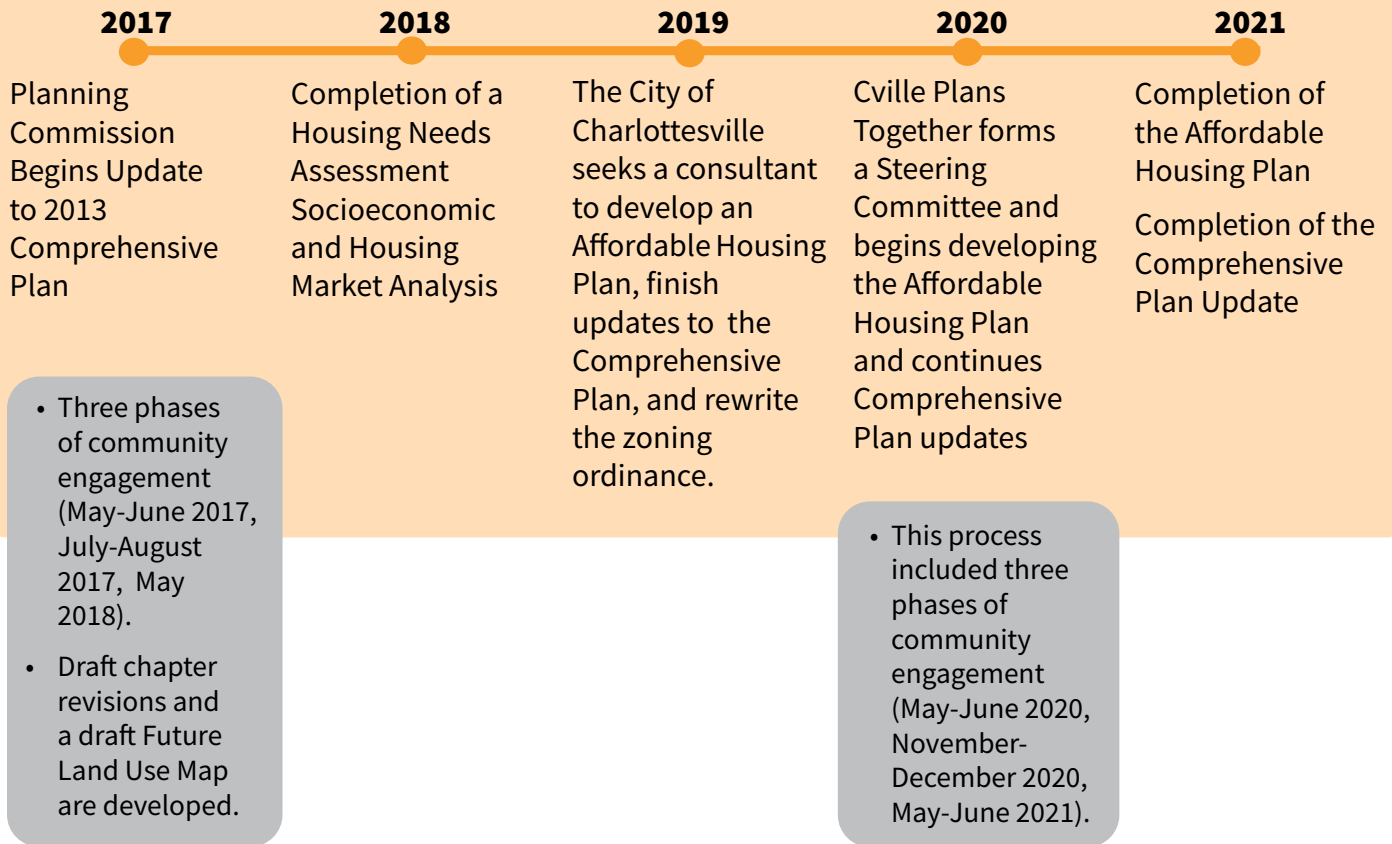 2017
Planning
Commission
Begins Update
to 2013
Comprehensive
Plan
• Three phases
of community
engagement
(May-June 2017,
July-August
2017, May
2018).
• Draft chapter
revisions and
a draft Future
Land Use Map
are developed.
2018
Completion of a
Housing Needs
Assessment
Socioeconomic
and Housing
Market Analysis
2019
The City of
Charlottesville
seeks a consultant
to develop an
Affordable Housing
Plan, finish
updates to the
Comprehensive
Plan, and rewrite
the zoning
ordinance.
2020
Cville Plans
Together forms
a Steering
Committee and
begins developing
the Affordable
Housing Plan
and continues
Comprehensive
Plan updates
• This process
included three
phases of
community
engagement
(May-June 2020,
November-
December 2020,
May-June 2021).
2021
Completion of
the Affordable
Housing Plan
Completion of the
Comprehensive
Plan Update